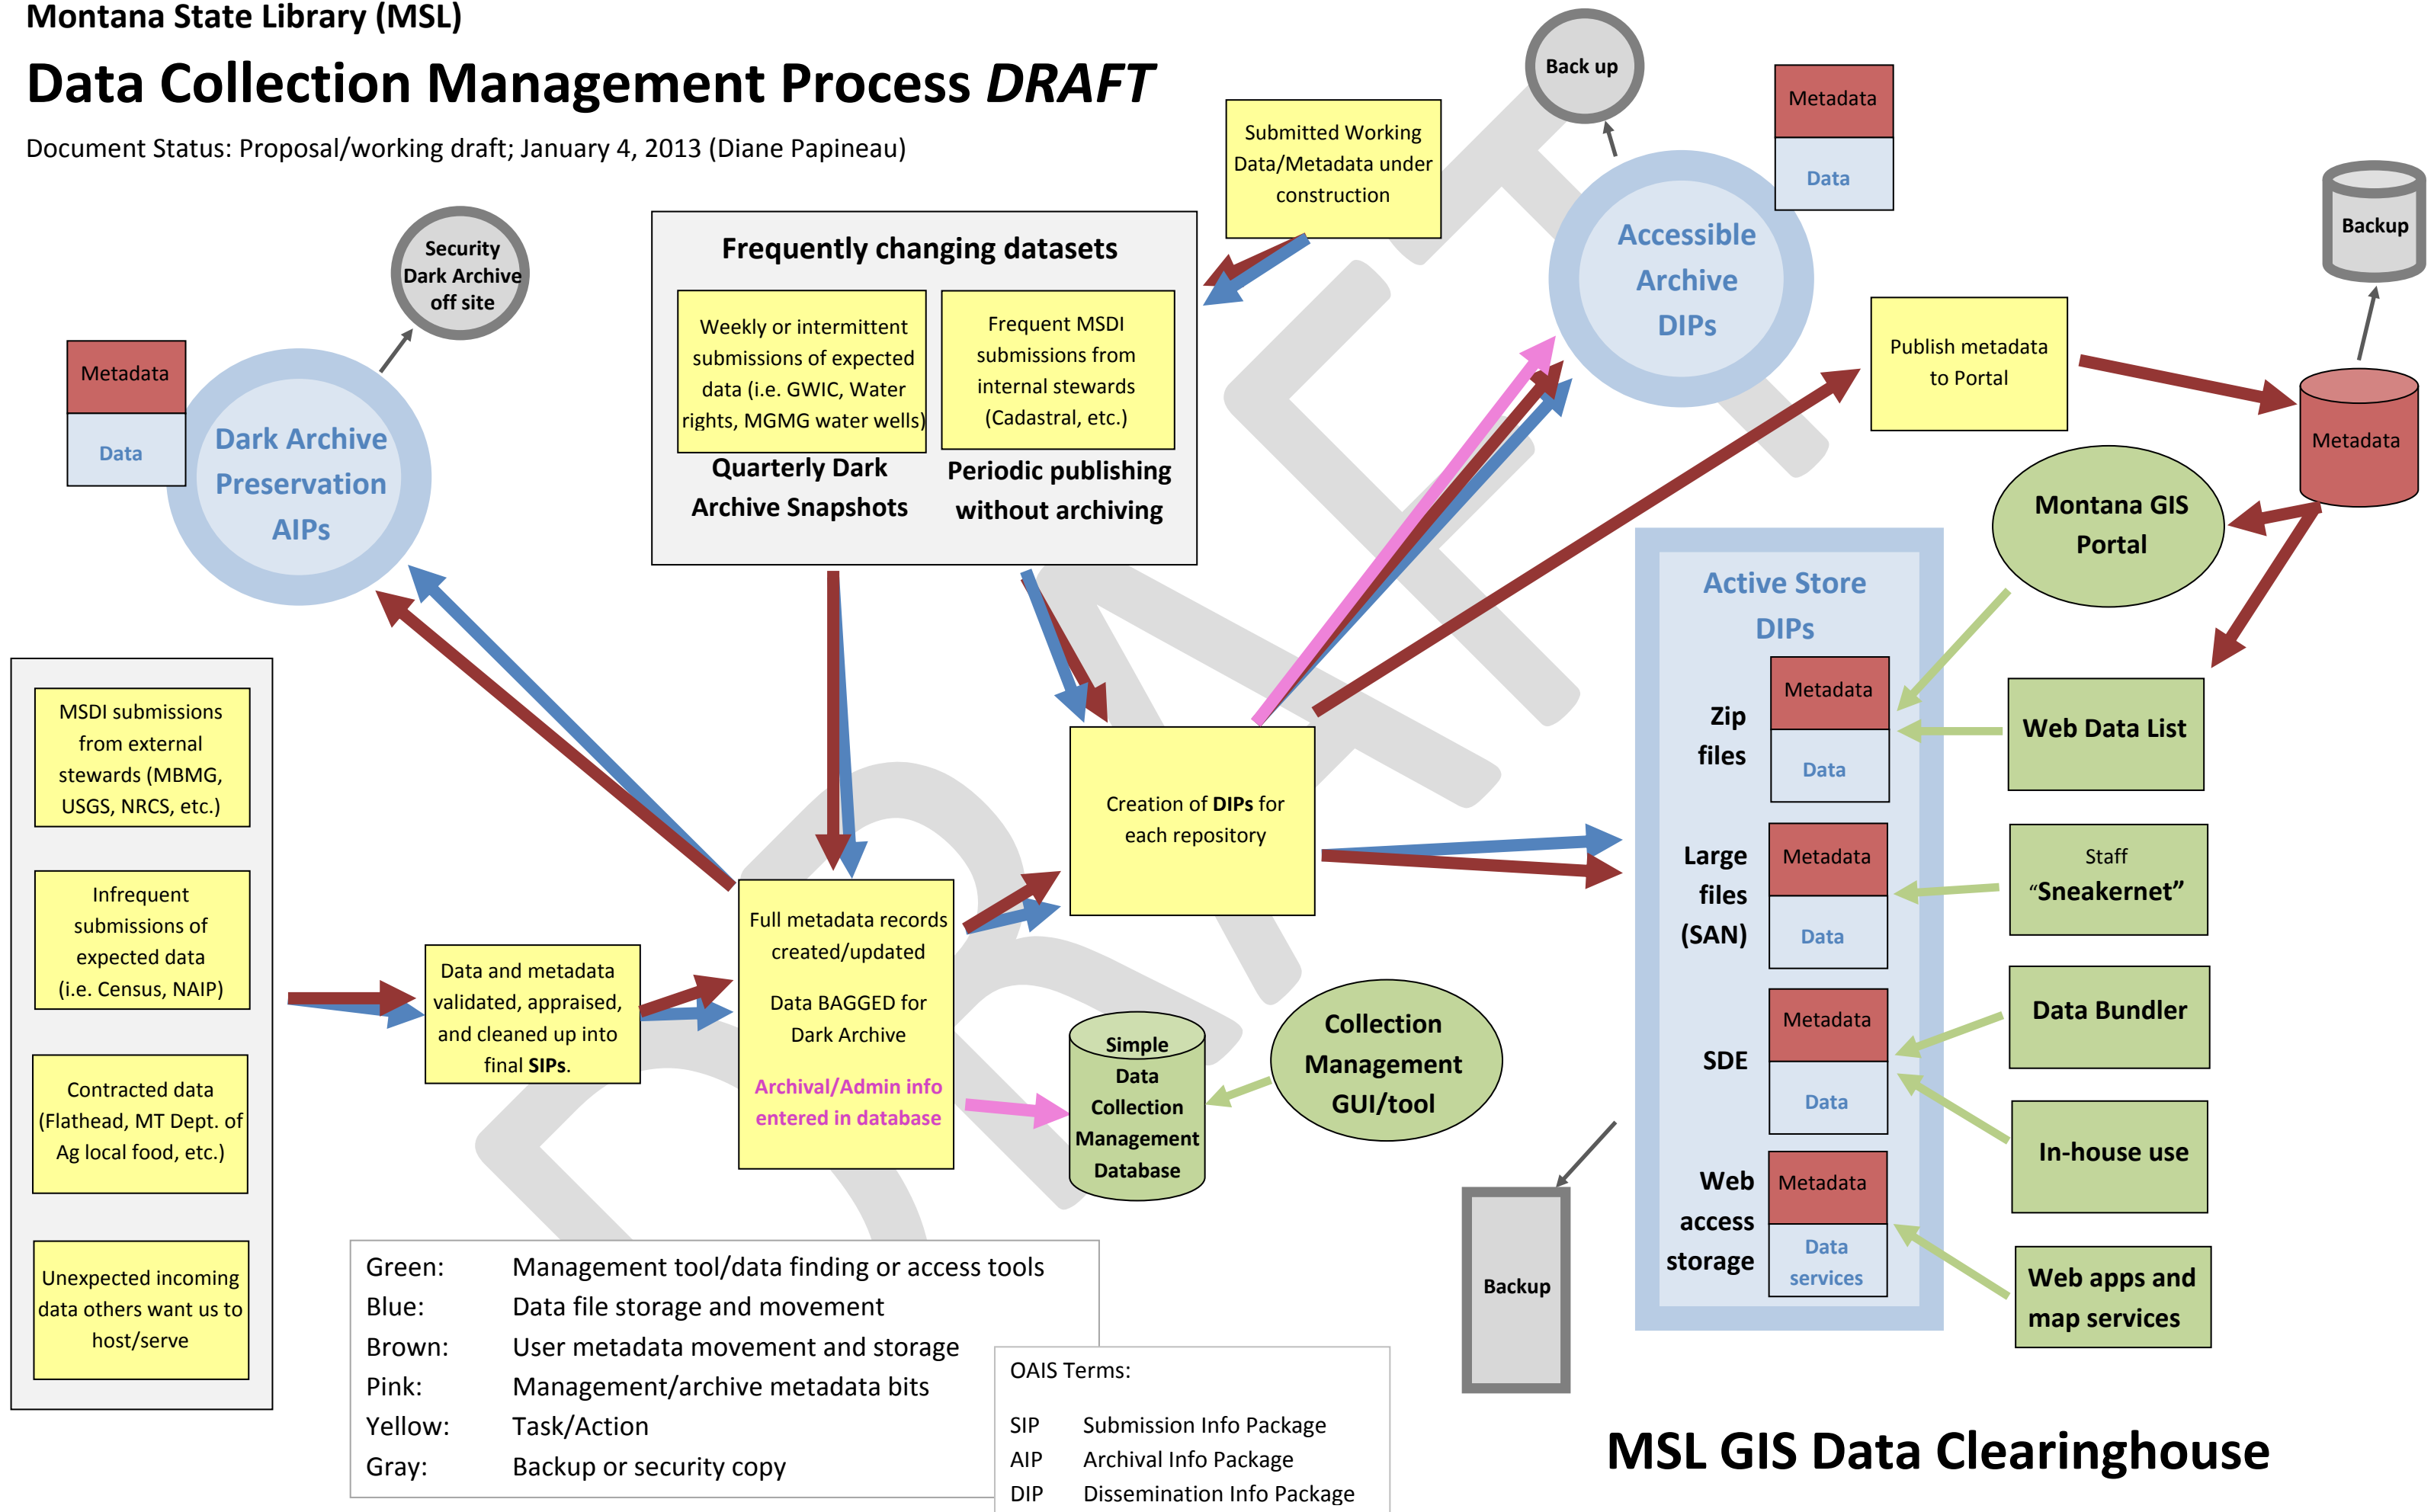 Montana State Library (MSL)
Data Collection Management Process DRAFT
Document Status: Proposal/working draft; January 4, 2013 (Diane Papineau)
Security
Dark Archive
off site
Metadata
Data
Dark Archive
Preservation
AIPs
Frequently changing datasets
Weekly or intermittent
submissions of expected
data (i.e. GWIC, Water
rights, MGMG water wells)
Quarterly Dark
Archive Snapshots
Frequent MSDI
submissions from
internal stewards
(Cadastral, etc.)
Periodic publishing
without archiving
Submitted Working
Data/Metadata under
construction
Back up
Metadata
Data
Accessible
Archive
DIPs
Publish metadata
to Portal
Backup
Metadata
Montana GIS
Portal
MSDI submissions
from external
stewards (MBMG,
USGS, NRCS, etc.)
Infrequent
submissions of
expected data
(i.e. Census, NAIP)
Contracted data
(Flathead, MT Dept. of
Ag local food, etc.)
Unexpected incoming
data others want us to
host/serve
Data and metadata
validated, appraised,
and cleaned up into
final SIPs.
Full metadata records
created/updated
Data BAGGED for
Dark Archive
Archival/Admin info
entered in database
Creation of DIPs for
each repository
Simple
Data
Collection
Management
Database
Collection
Management
GUI/tool
Active Store
DIPs
Zip
files
Metadata
Data
Large
files
(SAN)
Metadata
Data
SDE
Metadata
Data
Web
access
storage
Metadata
Data
services
Web Data List
Staff
“Sneakernet”
Data Bundler
In-house use
Web apps and
map services
Backup
Green: Management tool/data finding or access tools
Blue: Data file storage and movement
Brown: User metadata movement and storage
Pink: Management/archive metadata bits
Yellow: Task/Action
Gray: Backup or security copy
OAIS Terms:
SIP Submission Info Package
AIP Archival Info Package
DIP Dissemination Info Package
MSL GIS Data Clearinghouse
DRAFT